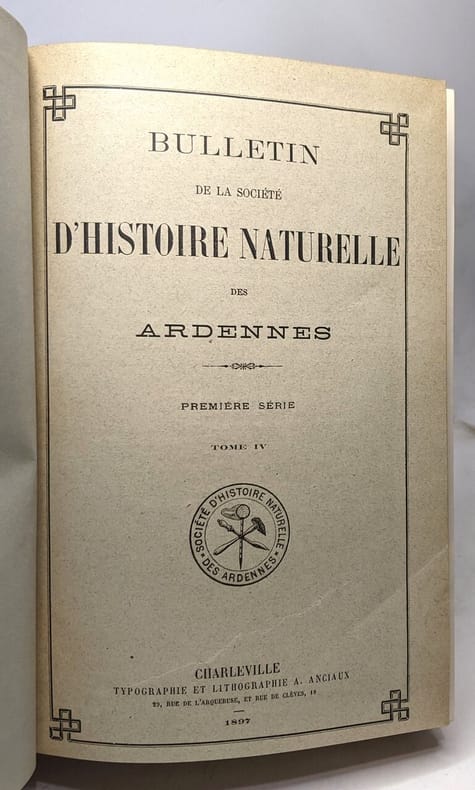 BULLETIN
DE LA SOCIÉTÉ
D'HISTOIRE NATURELLE
DES
ARDENNES
PREMIÈRE SÉRIE
TOME IV
SOCIÉTÉ D'HISTOIRE NATURELLE
DES ARDENNES
CHARLEVILLE
TYPOGRAPHIE ET LITHOGRAPHIE A. ANCIAUX
29, RUE DE L'ARQUEBUSE, ET RUE DE CLÈVES, 18
1897